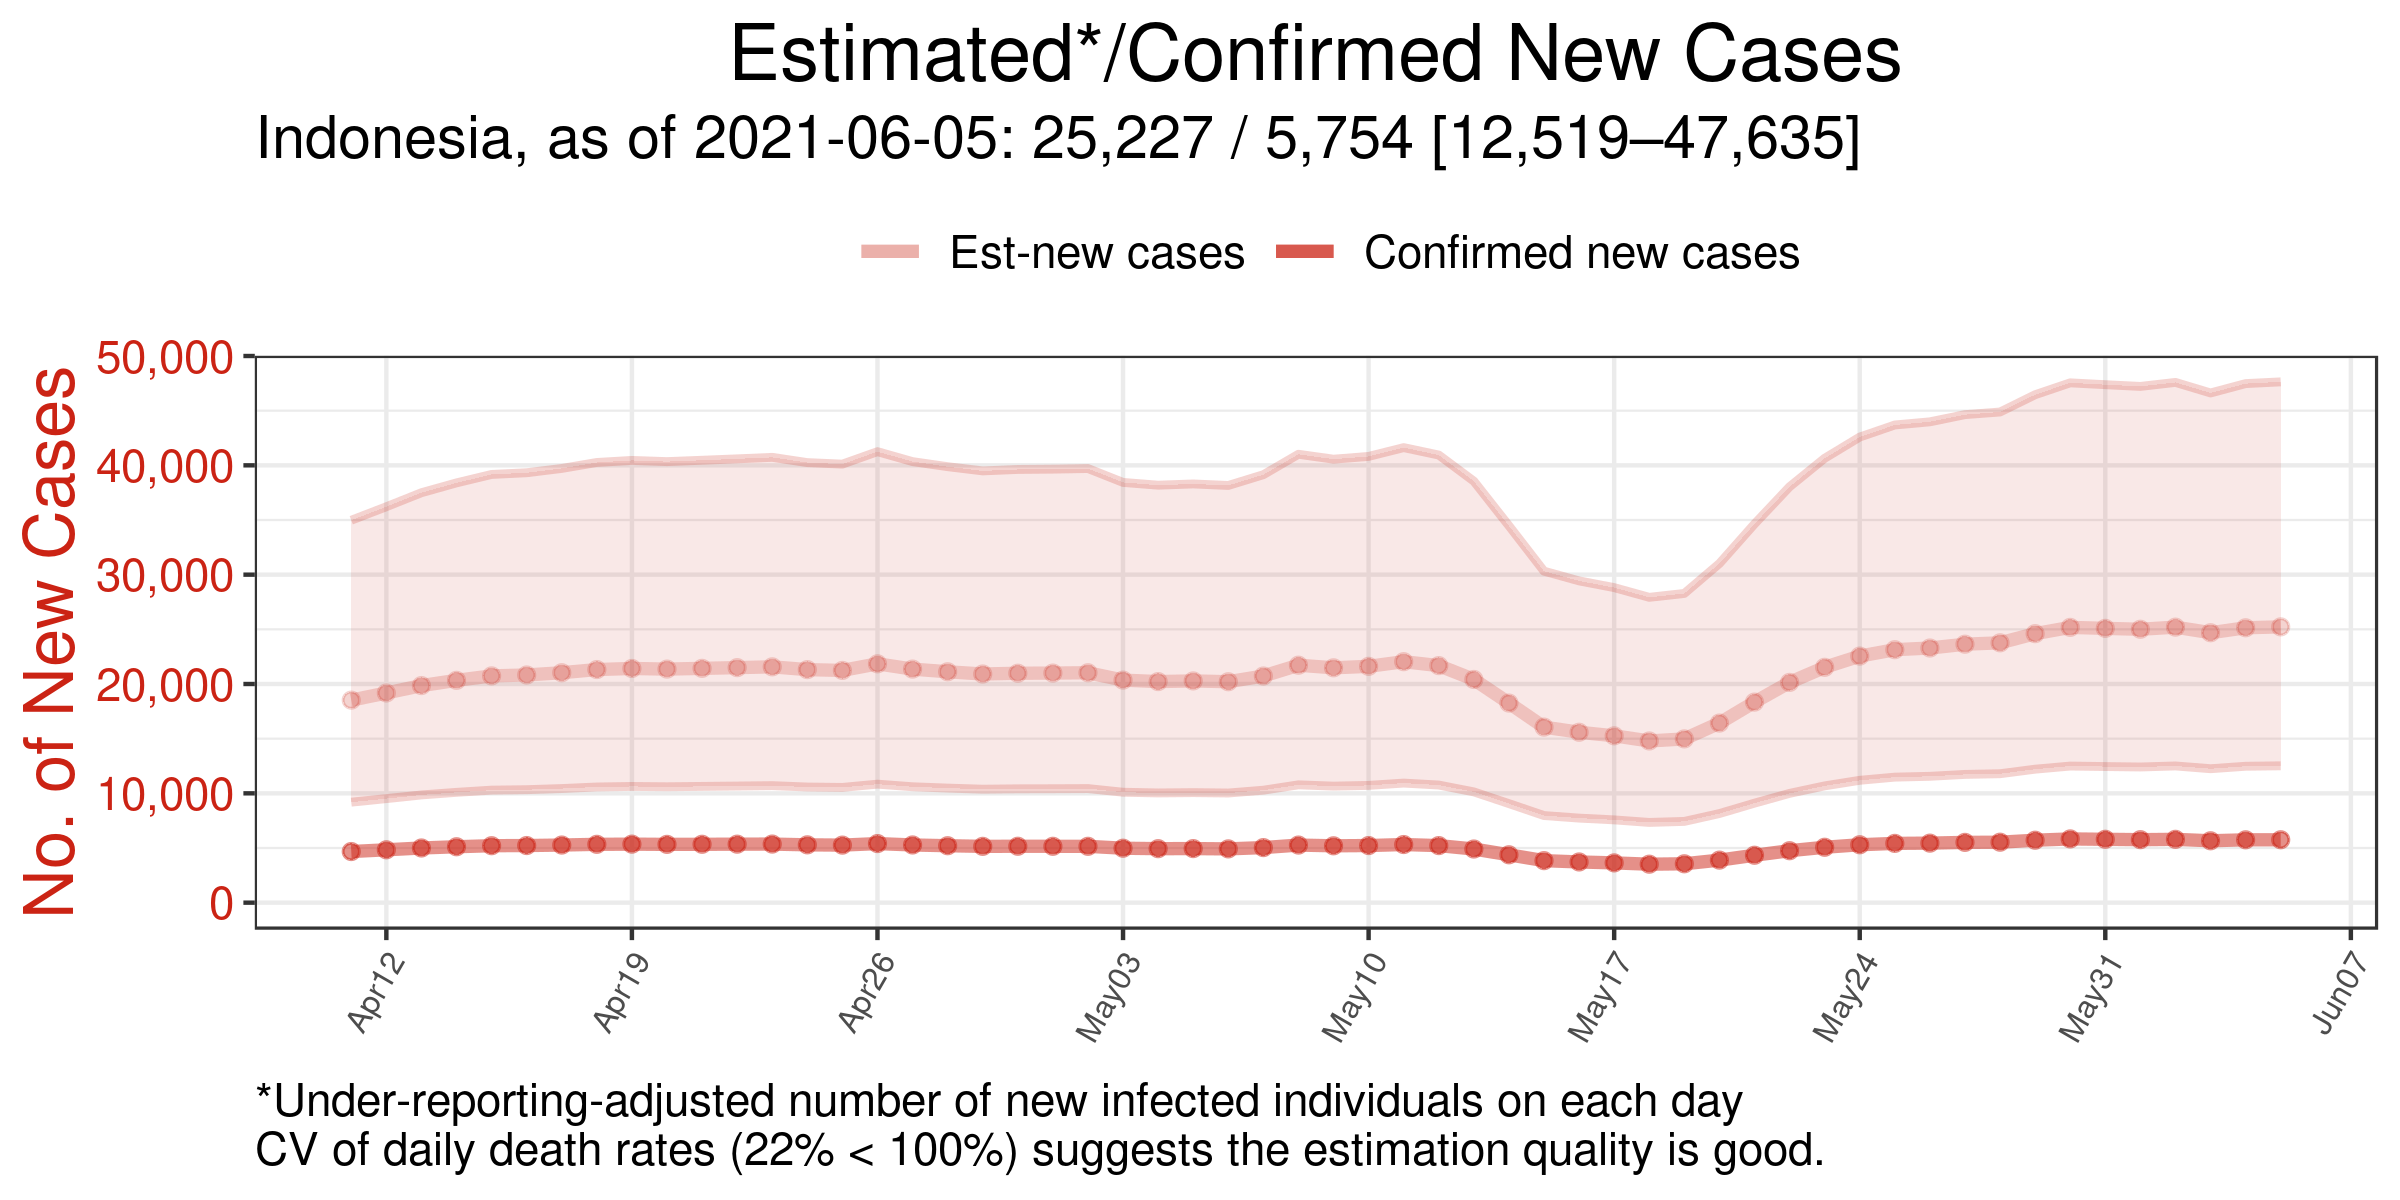 Estimated*/Confirmed New Cases
Indonesia, as of 2021-06-05: 25,227 / 5,754 [12,519–47,635]
Est-new cases
Confirmed new cases
No. of New Cases
50,000
40,000
30,000
20,000
10,000
0
Apr12
Apr19
Apr26
May03
May10
May17
May24
May31
Jun07
*Under-reporting-adjusted number of new infected individuals on each day
CV of daily death rates (22% < 100%) suggests the estimation quality is good.